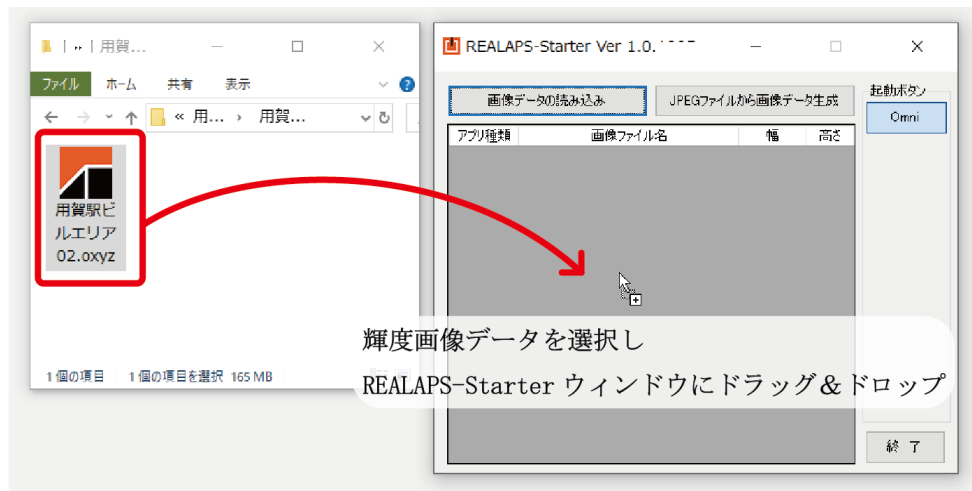 用賀...
ファイル ホーム 共有 表示
« 用... › 用賀...
用賀駅ビ
ルエリア
02.oxyz
1 個の項目 1 個の項目を選択 165 MB
REALAPS-Starter Ver 1.0.
画像データの読み込み
JPEGファイルから画像データ生成
起動ボタン
Omni
アプリ種類 画像ファイル名 幅 高さ
輝度画像データを選択し
REALAPS-Starter ウィンドウにドラッグ＆ドロップ
終 了